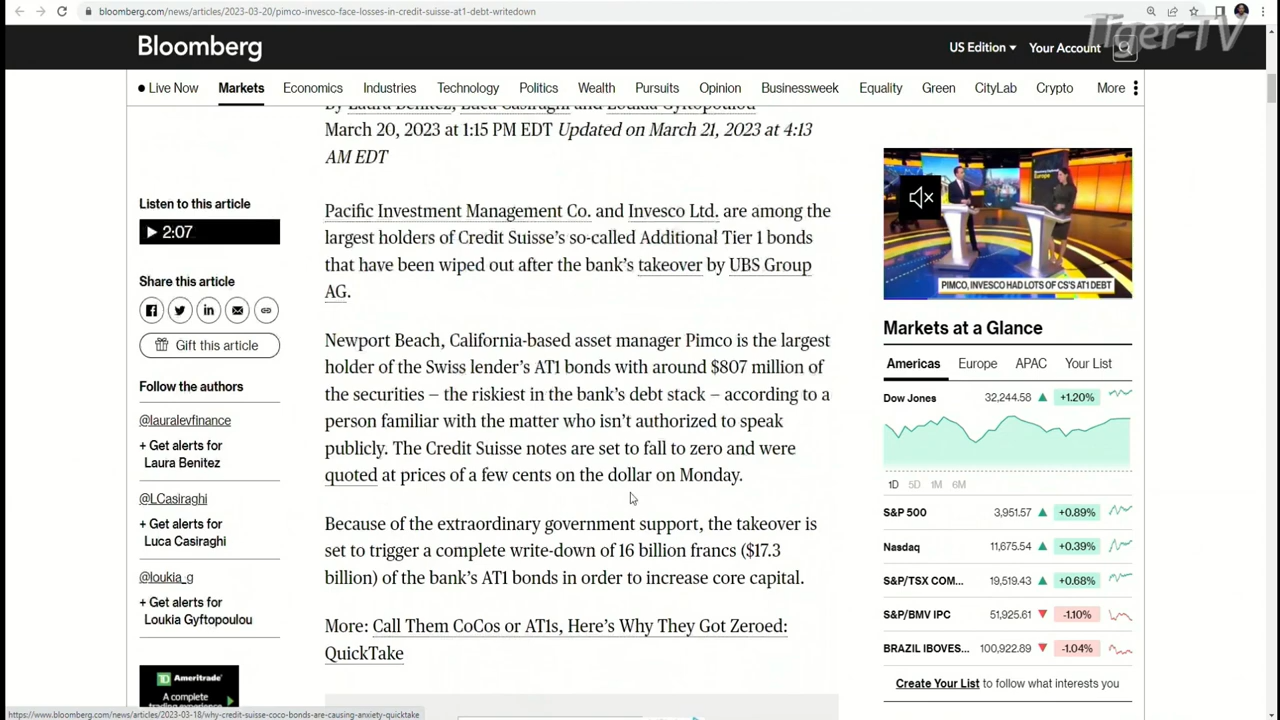 bloomberg.com/news/articles/2023-03-20/pimco-invesco-face-losses-in-credit-suisse-at1-debt-writedown
Tiger-TV
Bloomberg
US Edition
Your Account
Live Now
Markets
Economics
Industries
Technology
Politics
Wealth
Pursuits
Opinion
Businessweek
Equality
Green
CityLab
Crypto
More
By Laura Benitez, Luca Casiraghi and Loukia Gyftopoulou
March 20, 2023 at 1:15 PM EDT Updated on March 21, 2023 at 4:13
AM EDT
Listen to this article
2:07
Share this article
Gift this article
Follow the authors
@lauralevfinance
+ Get alerts for
Laura Benitez
@LCasiraghi
+ Get alerts for
Luca Casiraghi
@loukia_g
+ Get alerts for
Loukia Gyftopoulou
TD Ameritrade
A complete
Pacific Investment Management Co. and Invesco Ltd. are among the
largest holders of Credit Suisse's so-called Additional Tier 1 bonds
that have been wiped out after the bank's takeover by UBS Group
AG.
Newport Beach, California-based asset manager Pimco is the largest
holder of the Swiss lender's AT1 bonds with around $807 million of
the securities – the riskiest in the bank's debt stack – according to a
person familiar with the matter who isn't authorized to speak
publicly. The Credit Suisse notes are set to fall to zero and were
quoted at prices of a few cents on the dollar on Monday.
Because of the extraordinary government support, the takeover is
set to trigger a complete write-down of 16 billion francs ($17.3
billion) of the bank's AT1 bonds in order to increase core capital.
More: Call Them CoCos or AT1s, Here's Why They Got Zeroed:
QuickTake
PIMCO, INVESCO HAD LOTS OF CS'S AT1 DEBT
Markets at a Glance
Americas
Europe
APAC
Your List
Dow Jones 32,244.58 +1.20%
1D 5D 1M 6M
S&P 500 3,951.57 +0.89%
Nasdaq 11,675.54 +0.39%
S&P/TSX COM... 19,519.43 +0.68%
S&P/BMV IPC 51,925.61 -1.10%
BRAZIL IBOVES... 100,922.89 -1.04%
Create Your List to follow what interests you
https://www.bloomberg.com/news/articles/2023-03-18/why-credit-suisse-coco-bonds-are-causing-anxiety-quicktake